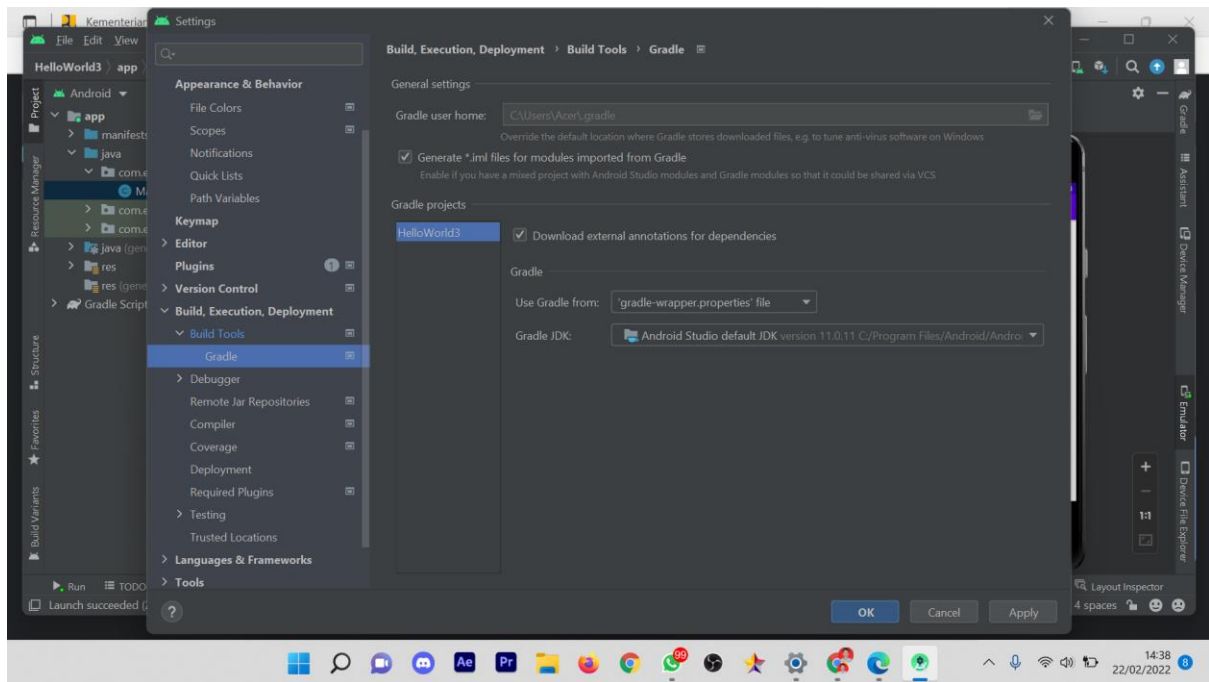 Kementerian
Settings
File Edit View
HelloWorld3 app
Android
app
manifests
java
com.e
Ma
com.e
com.e
java (gen
res
res (gene
Gradle Script
Project
Resource Manager
Structure
Favorites
Build Variants
Appearance & Behavior
File Colors
Scopes
Notifications
Quick Lists
Path Variables
Keymap
Editor
Plugins 1
Version Control
Build, Execution, Deployment
Build Tools
Gradle
Debugger
Remote Jar Repositories
Compiler
Coverage
Deployment
Required Plugins
Testing
Trusted Locations
Languages & Frameworks
Tools
?
Build, Execution, Deployment › Build Tools › Gradle
General settings
Gradle user home: C:\Users\Acer\.gradle
Override the default location where Gradle stores downloaded files, e.g. to tune anti-virus software on Windows
Generate *.iml files for modules imported from Gradle
Enable if you have a mixed project with Android Studio modules and Gradle modules so that it could be shared via VCS
Gradle projects
HelloWorld3
Download external annotations for dependencies
Gradle
Use Gradle from: 'gradle-wrapper.properties' file
Gradle JDK: Android Studio default JDK version 11.0.11 C:/Program Files/Android/Andro
OK Cancel Apply
Gradle
Assistant
Device Manager
Emulator
Device File Explorer
1:1
Run TODO
Layout Inspector
Launch succeeded (
4 spaces
Ae Pr 99
14:38
22/02/2022 8